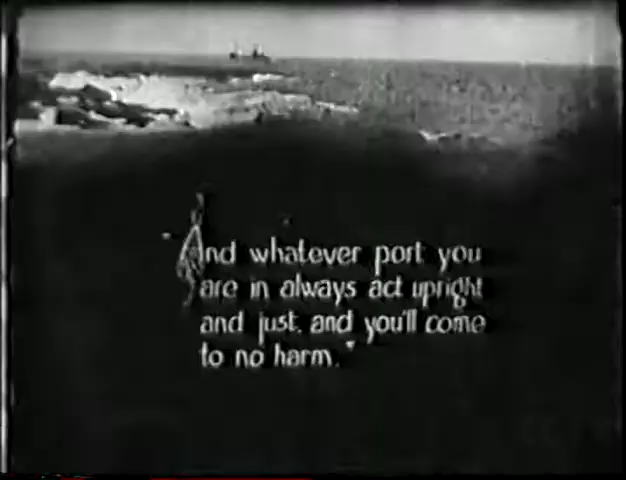 And whatever port you
are in always act upright
and just, and you'll come
to no harm."